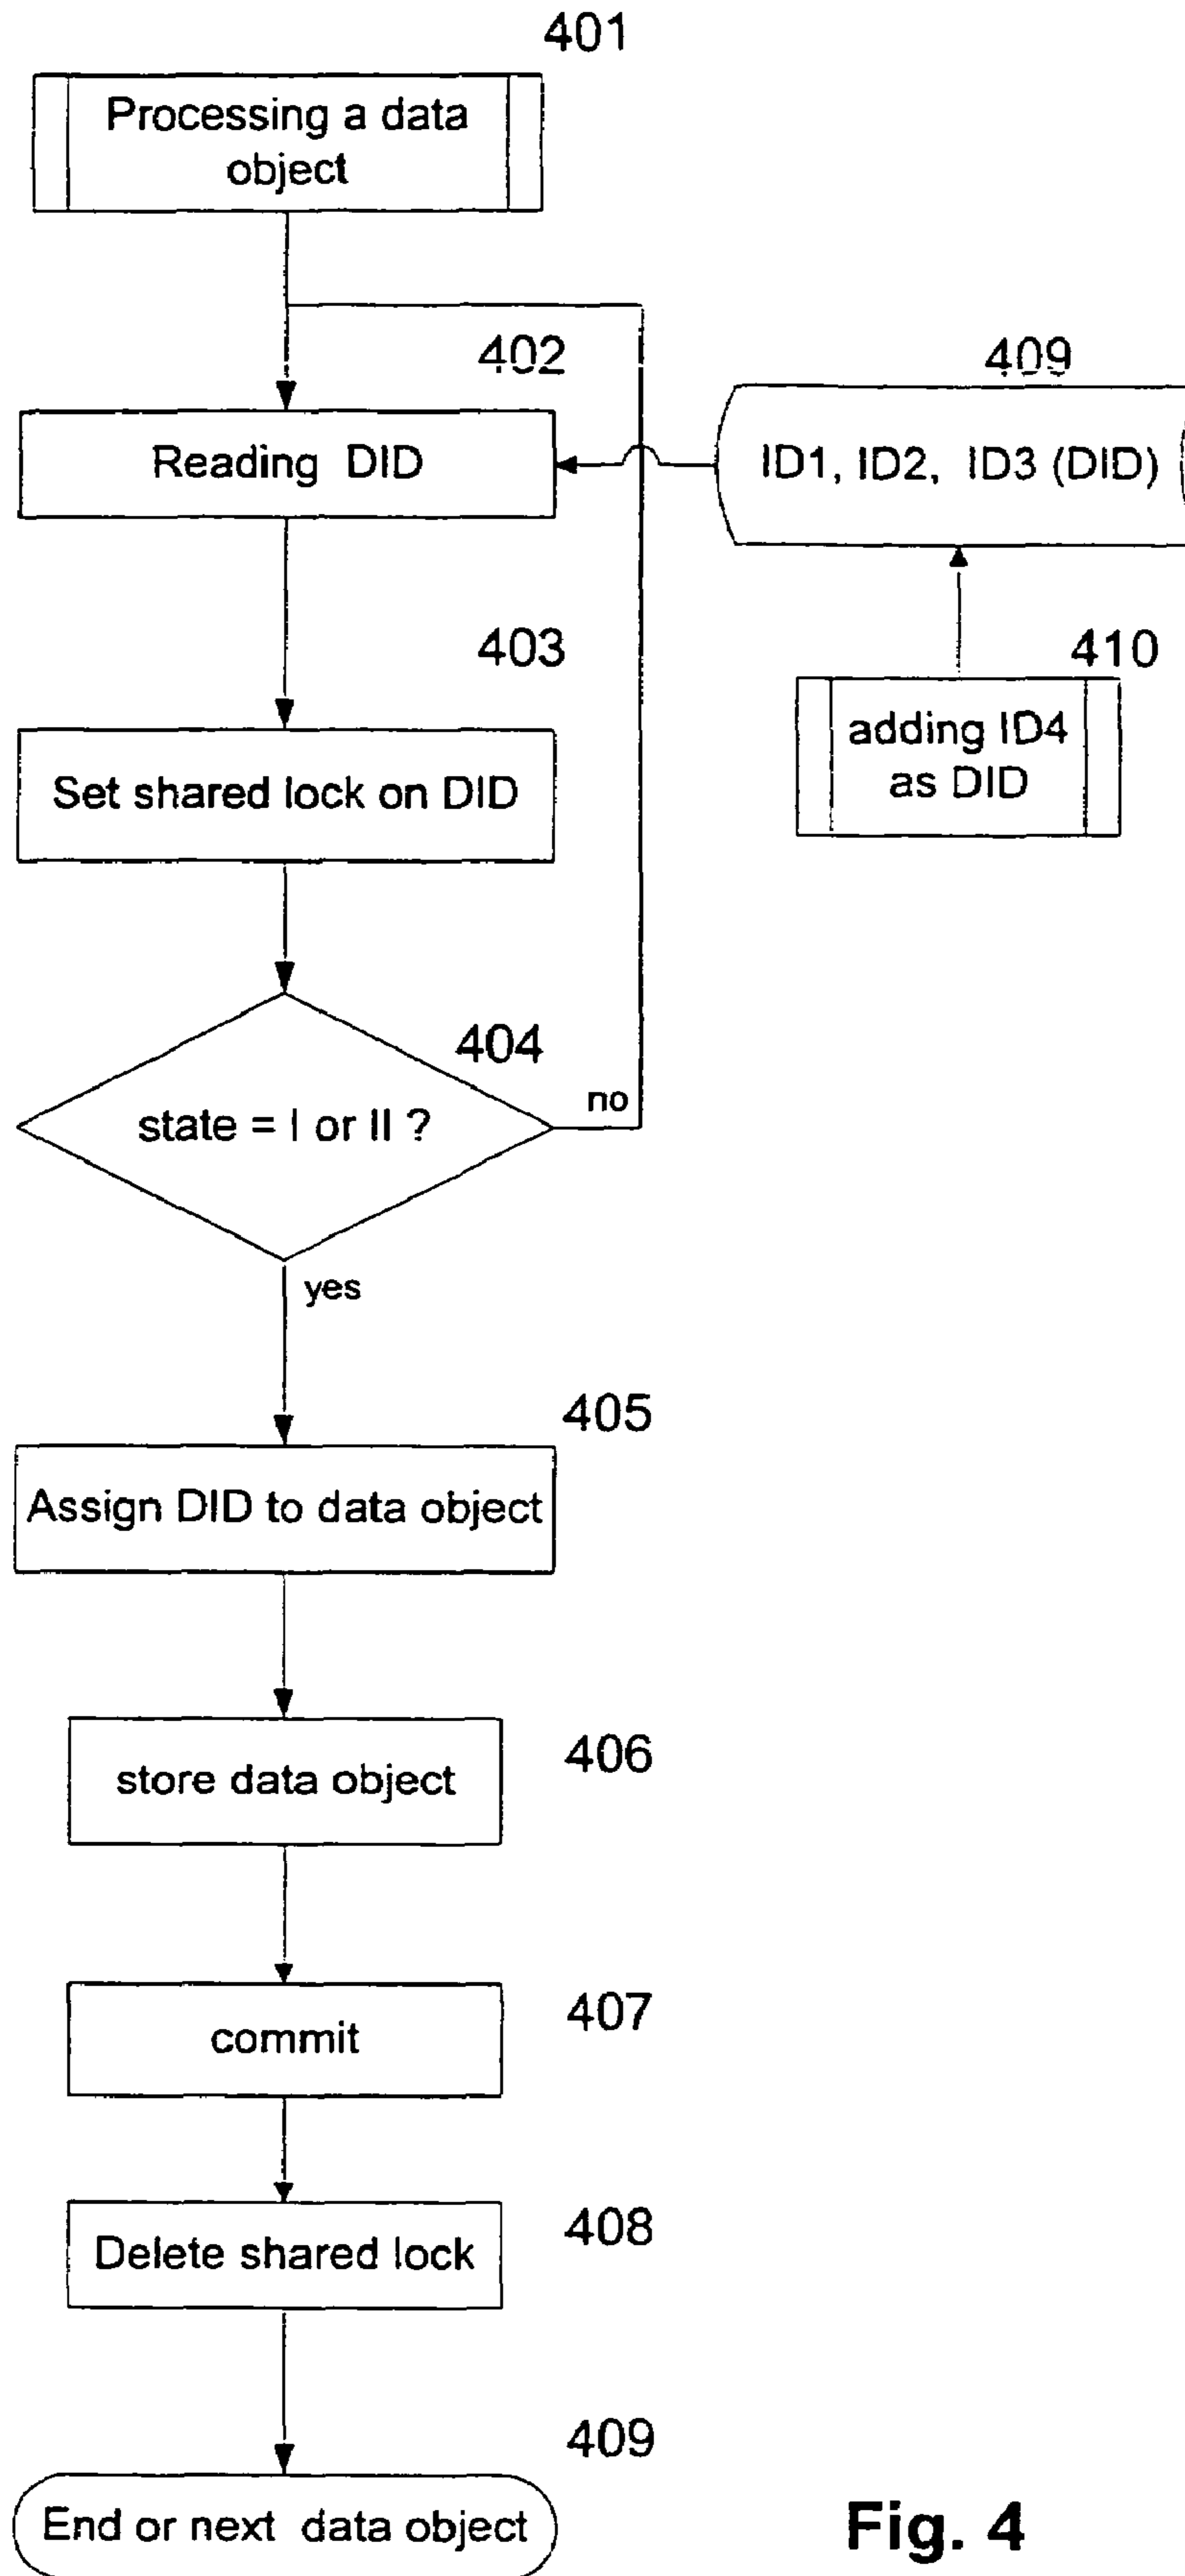 401
Processing a data
object
402
Reading DID
409
ID1, ID2, ID3 (DID)
403
Set shared lock on DID
410
adding ID4
as DID
404
state = I or II ?
no
yes
405
Assign DID to data object
406
store data object
407
commit
408
Delete shared lock
409
End or next data object
Fig. 4